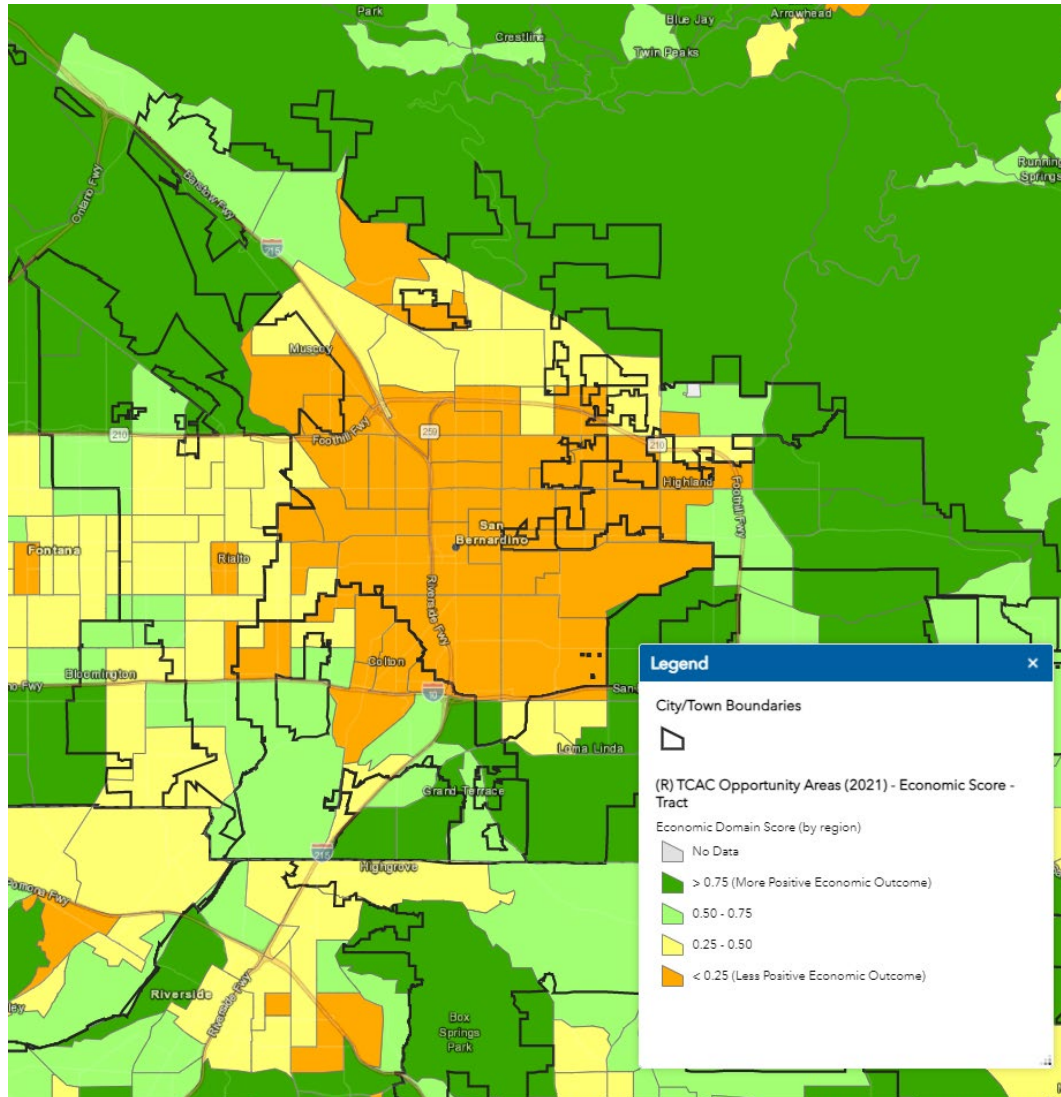 Park
Crestline
Blue Jay
Arrowhead
Twin Peaks
Running
Springs
Ontario Fwy
Barstow Fwy
215
Muscoy
210
Foothill Fwy
259
210
Highland
Foothill Fwy
San
Bernardino
Fontana
Rialto
Riverside Fwy
Colton
Bloomington
10
Loma Linda
Grand Terrace
215
Highgrove
Pomona Fwy
Riverside
Riverside Fwy
Box
Springs
Park
Legend
×
City/Town Boundaries
(R) TCAC Opportunity Areas (2021) - Economic Score -
Tract
Economic Domain Score (by region)
No Data
> 0.75 (More Positive Economic Outcome)
0.50 - 0.75
0.25 - 0.50
< 0.25 (Less Positive Economic Outcome)